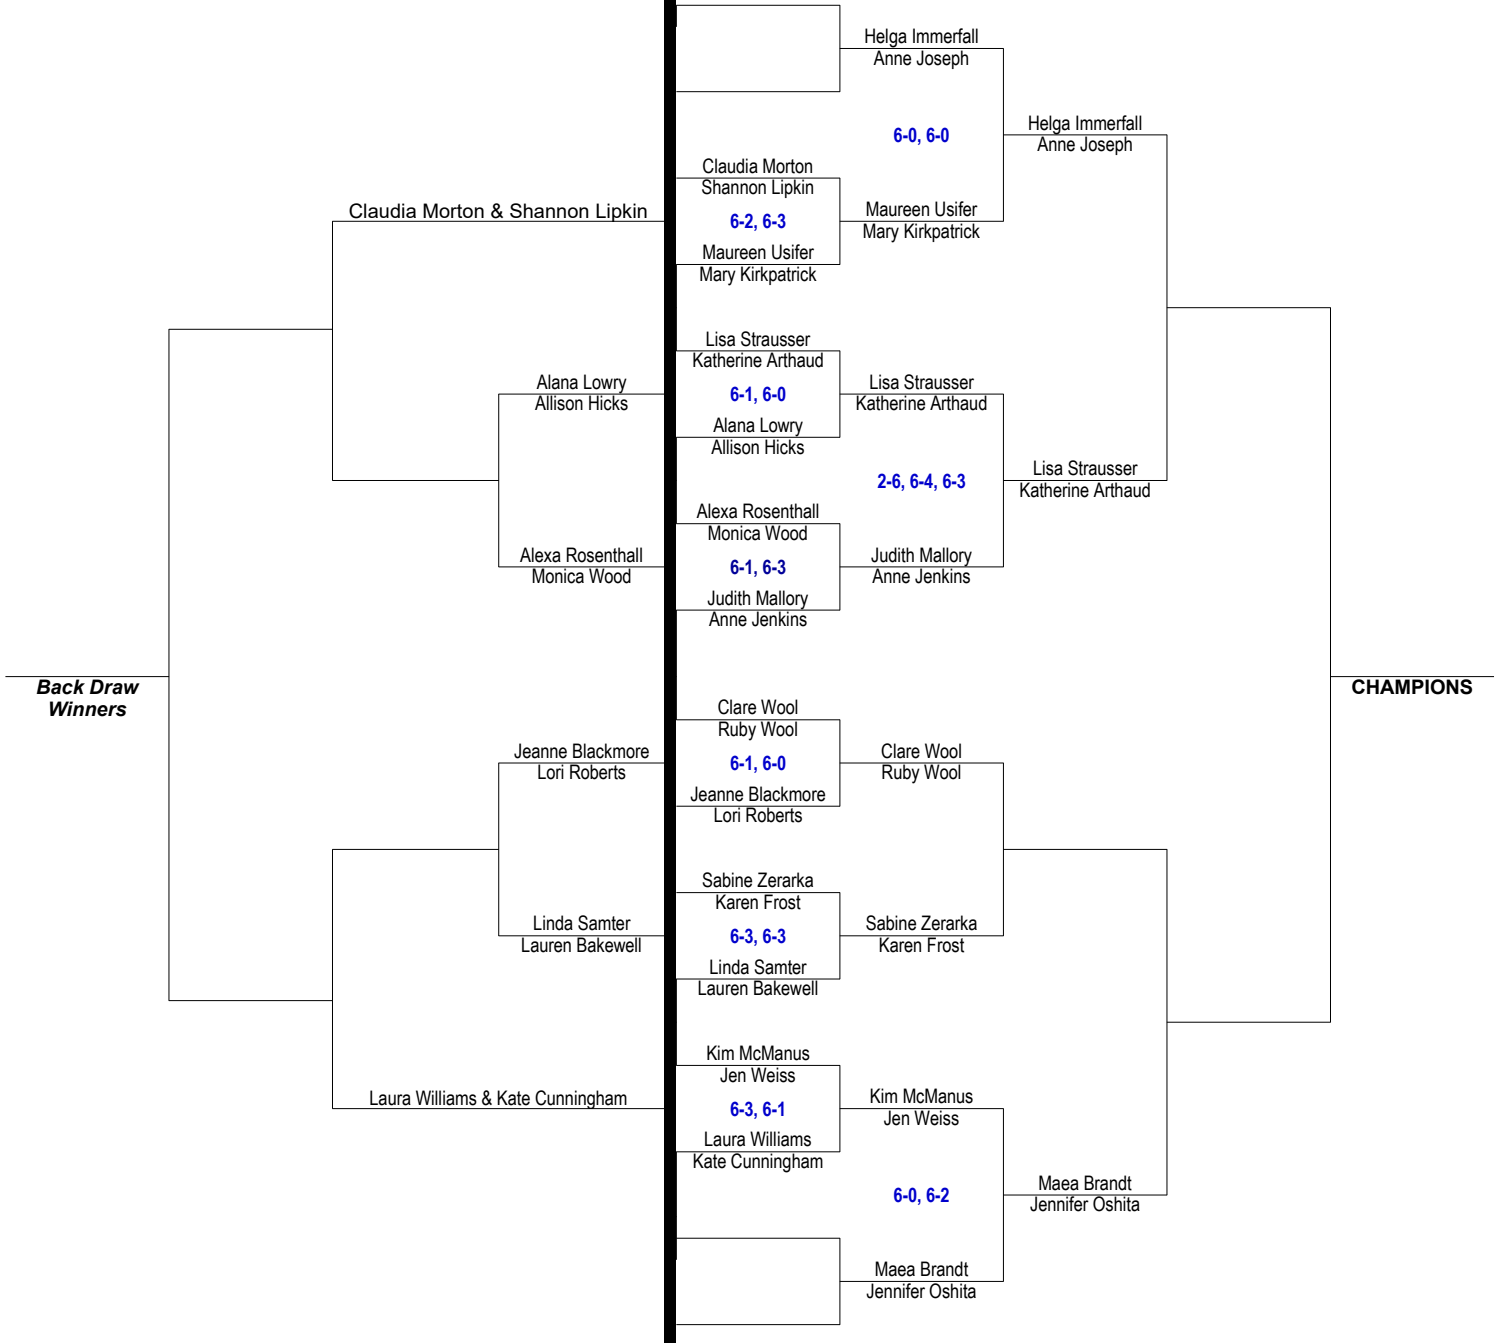 Helga Immerfall
Anne Joseph
6-0, 6-0
Helga Immerfall
Anne Joseph
Claudia Morton
Shannon Lipkin
Claudia Morton & Shannon Lipkin
6-2, 6-3
Maureen Usifer
Mary Kirkpatrick
Maureen Usifer
Mary Kirkpatrick
Lisa Strausser
Katherine Arthaud
Alana Lowry
Allison Hicks
6-1, 6-0
Lisa Strausser
Katherine Arthaud
Alana Lowry
Allison Hicks
2-6, 6-4, 6-3
Lisa Strausser
Katherine Arthaud
Alexa Rosenthall
Monica Wood
Alexa Rosenthall
Monica Wood
6-1, 6-3
Judith Mallory
Anne Jenkins
Judith Mallory
Anne Jenkins
Back Draw
Winners
CHAMPIONS
Clare Wool
Ruby Wool
Jeanne Blackmore
Lori Roberts
6-1, 6-0
Clare Wool
Ruby Wool
Jeanne Blackmore
Lori Roberts
Sabine Zerarka
Karen Frost
Linda Samter
Lauren Bakewell
6-3, 6-3
Sabine Zerarka
Karen Frost
Linda Samter
Lauren Bakewell
Kim McManus
Jen Weiss
Laura Williams & Kate Cunningham
6-3, 6-1
Kim McManus
Jen Weiss
Laura Williams
Kate Cunningham
6-0, 6-2
Maea Brandt
Jennifer Oshita
Maea Brandt
Jennifer Oshita